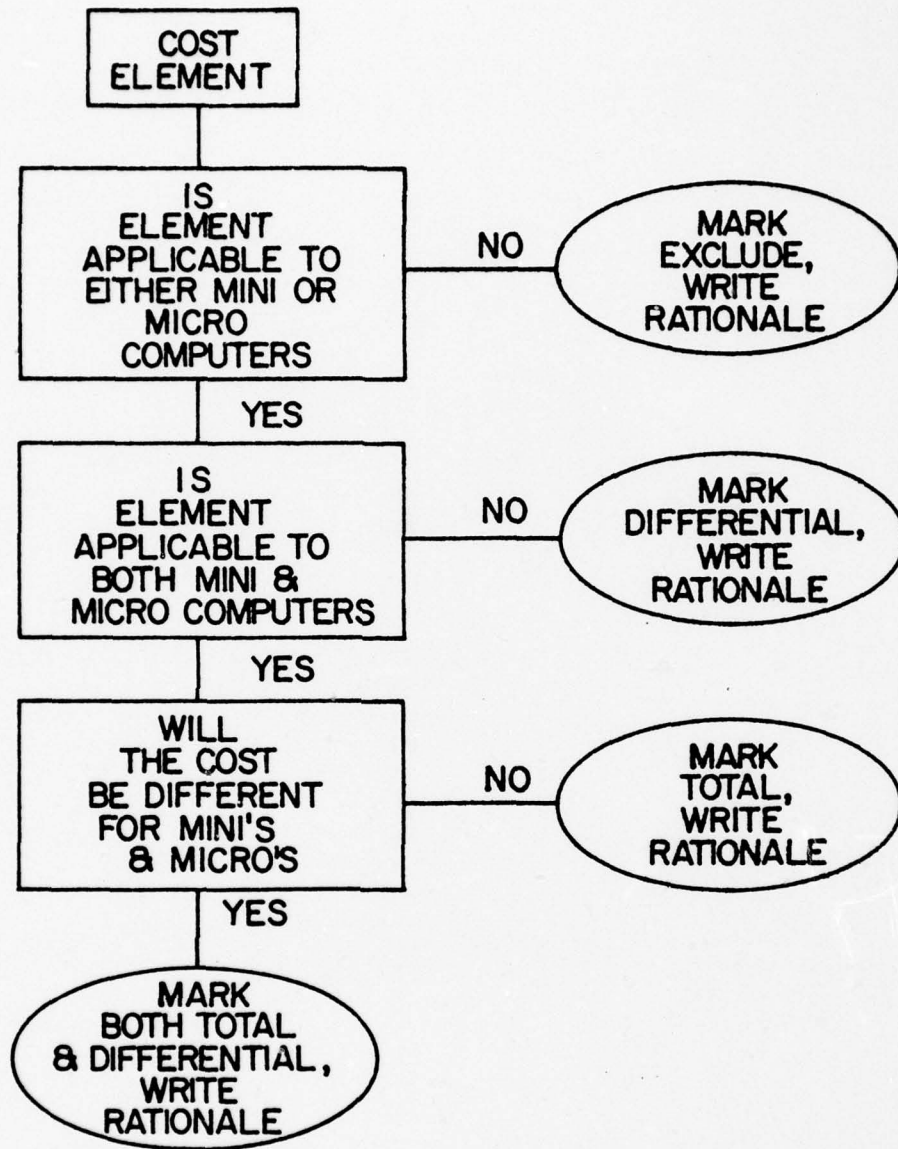 COST
ELEMENT
IS
ELEMENT
APPLICABLE TO
EITHER MINI OR
MICRO
COMPUTERS
NO
MARK
EXCLUDE,
WRITE
RATIONALE
YES
IS
ELEMENT
APPLICABLE TO
BOTH MINI &
MICRO COMPUTERS
NO
MARK
DIFFERENTIAL,
WRITE
RATIONALE
YES
WILL
THE COST
BE DIFFERENT
FOR MINI'S
& MICRO'S
NO
MARK
TOTAL,
WRITE
RATIONALE
YES
MARK
BOTH TOTAL
& DIFFERENTIAL,
WRITE
RATIONALE